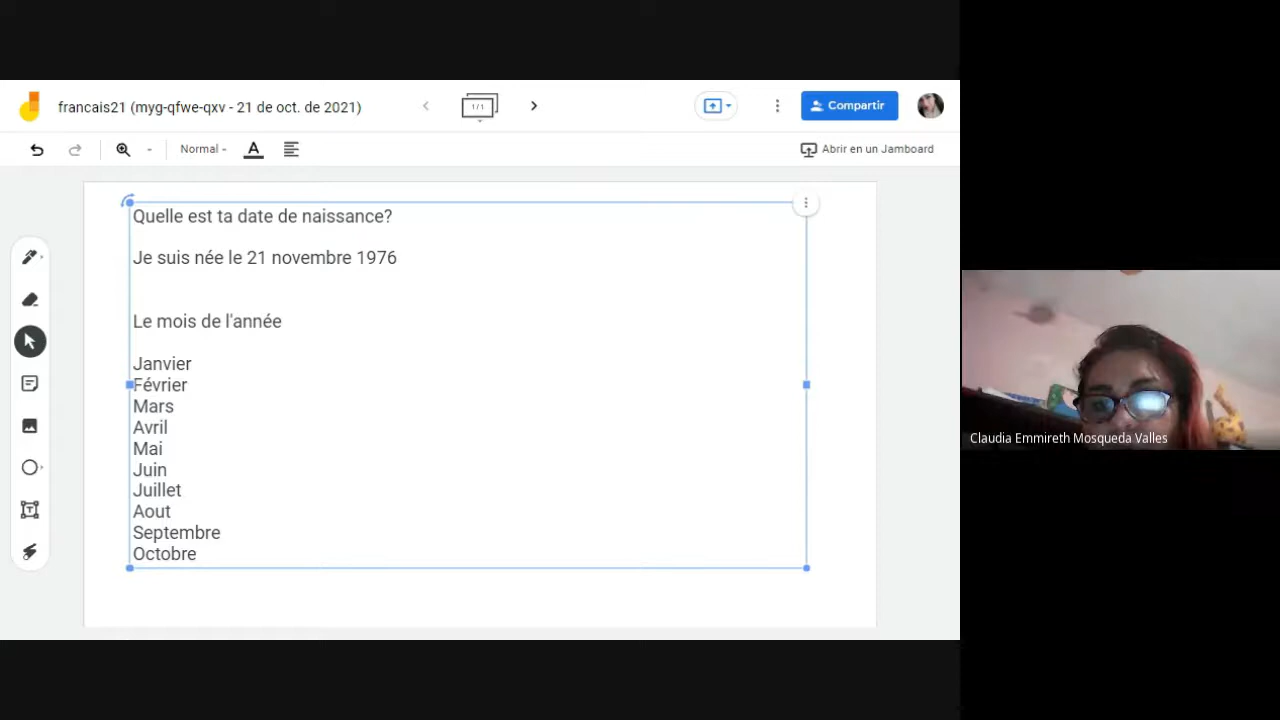 francais21 (myg-qfwe-qxv - 21 de oct. de 2021)
1/1
Compartir
Normal
A
Abrir en un Jamboard
Quelle est ta date de naissance?
Je suis née le 21 novembre 1976
Le mois de l'année
Janvier
Février
Mars
Avril
Mai
Juin
Juillet
Aout
Septembre
Octobre
T
Claudia Emmireth Mosqueda Valles